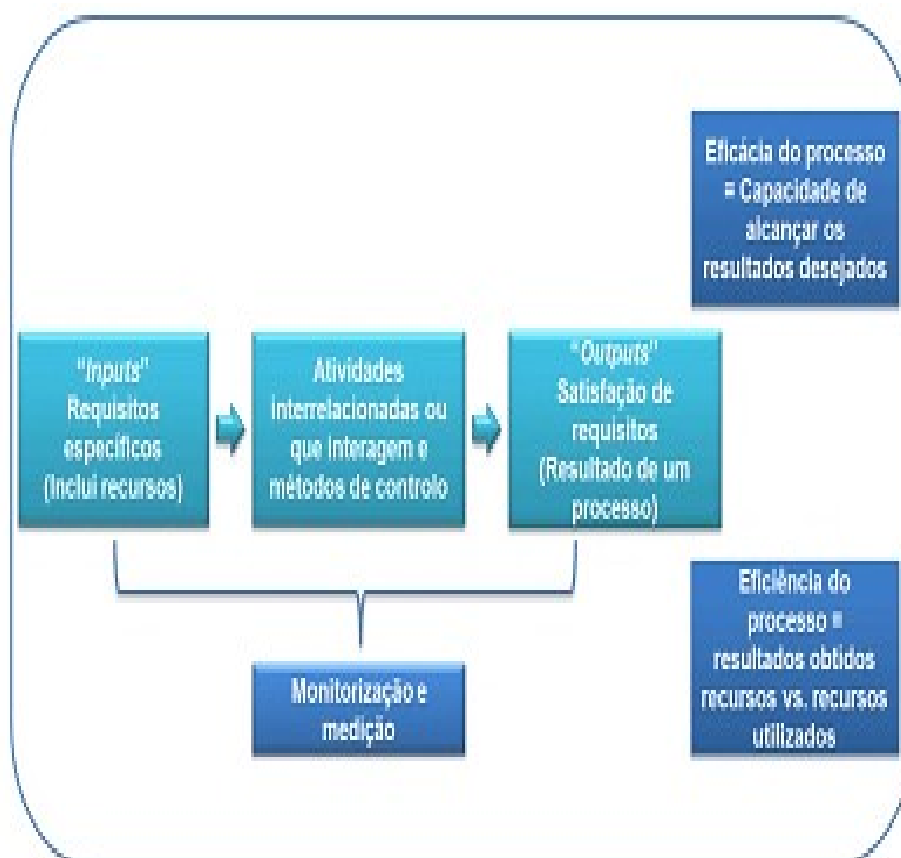 Eficácia do processo
= Capacidade de
alcançar os
resultados desejados
"Inputs"
Requisitos
específicos
(Inclui recursos)
Atividades
interrelacionadas ou
que interagem e
métodos de controlo
"Outputs"
Satisfação de
requisitos
(Resultado de um
processo)
Monitorização e
medição
Eficiência do
processo =
resultados obtidos
recursos vs. recursos
utilizados